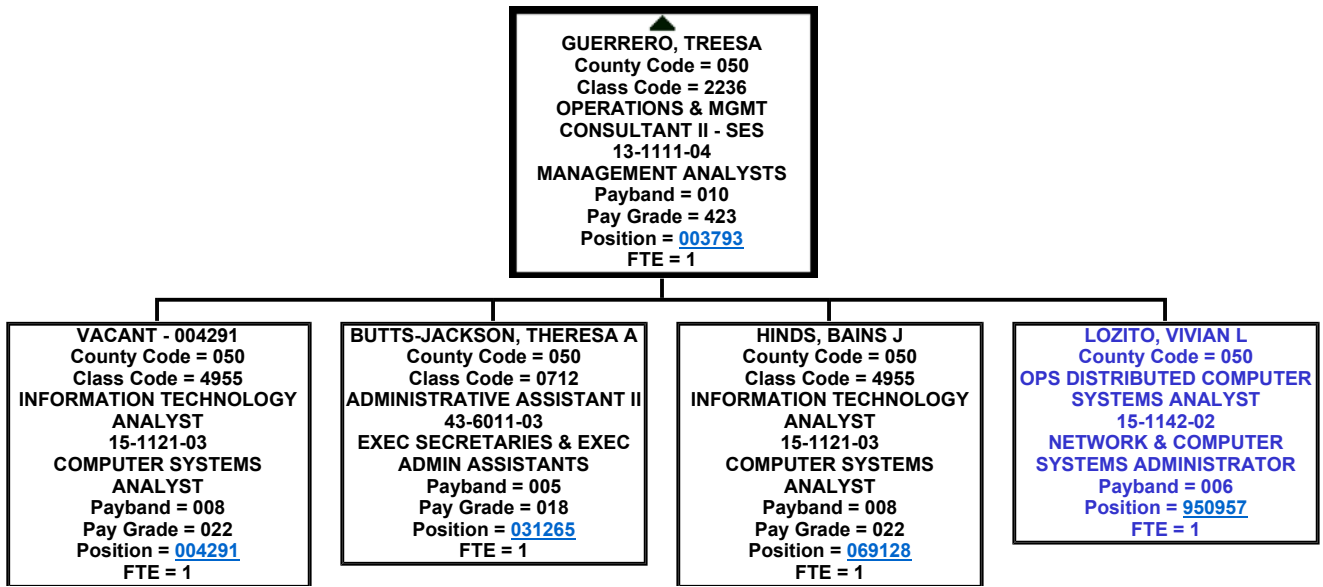 GUERRERO, TREESA
County Code = 050
Class Code = 2236
OPERATIONS & MGMT
CONSULTANT II - SES
13-1111-04
MANAGEMENT ANALYSTS
Payband = 010
Pay Grade = 423
Position = 003793
FTE = 1
VACANT - 004291
County Code = 050
Class Code = 4955
INFORMATION TECHNOLOGY
ANALYST
15-1121-03
COMPUTER SYSTEMS
ANALYST
Payband = 008
Pay Grade = 022
Position = 004291
FTE = 1
BUTTS-JACKSON, THERESA A
County Code = 050
Class Code = 0712
ADMINISTRATIVE ASSISTANT II
43-6011-03
EXEC SECRETARIES & EXEC
ADMIN ASSISTANTS
Payband = 005
Pay Grade = 018
Position = 031265
FTE = 1
HINDS, BAINS J
County Code = 050
Class Code = 4955
INFORMATION TECHNOLOGY
ANALYST
15-1121-03
COMPUTER SYSTEMS
ANALYST
Payband = 008
Pay Grade = 022
Position = 069128
FTE = 1
LOZITO, VIVIAN L
County Code = 050
OPS DISTRIBUTED COMPUTER
SYSTEMS ANALYST
15-1142-02
NETWORK & COMPUTER
SYSTEMS ADMINISTRATOR
Payband = 006
Position = 950957
FTE = 1